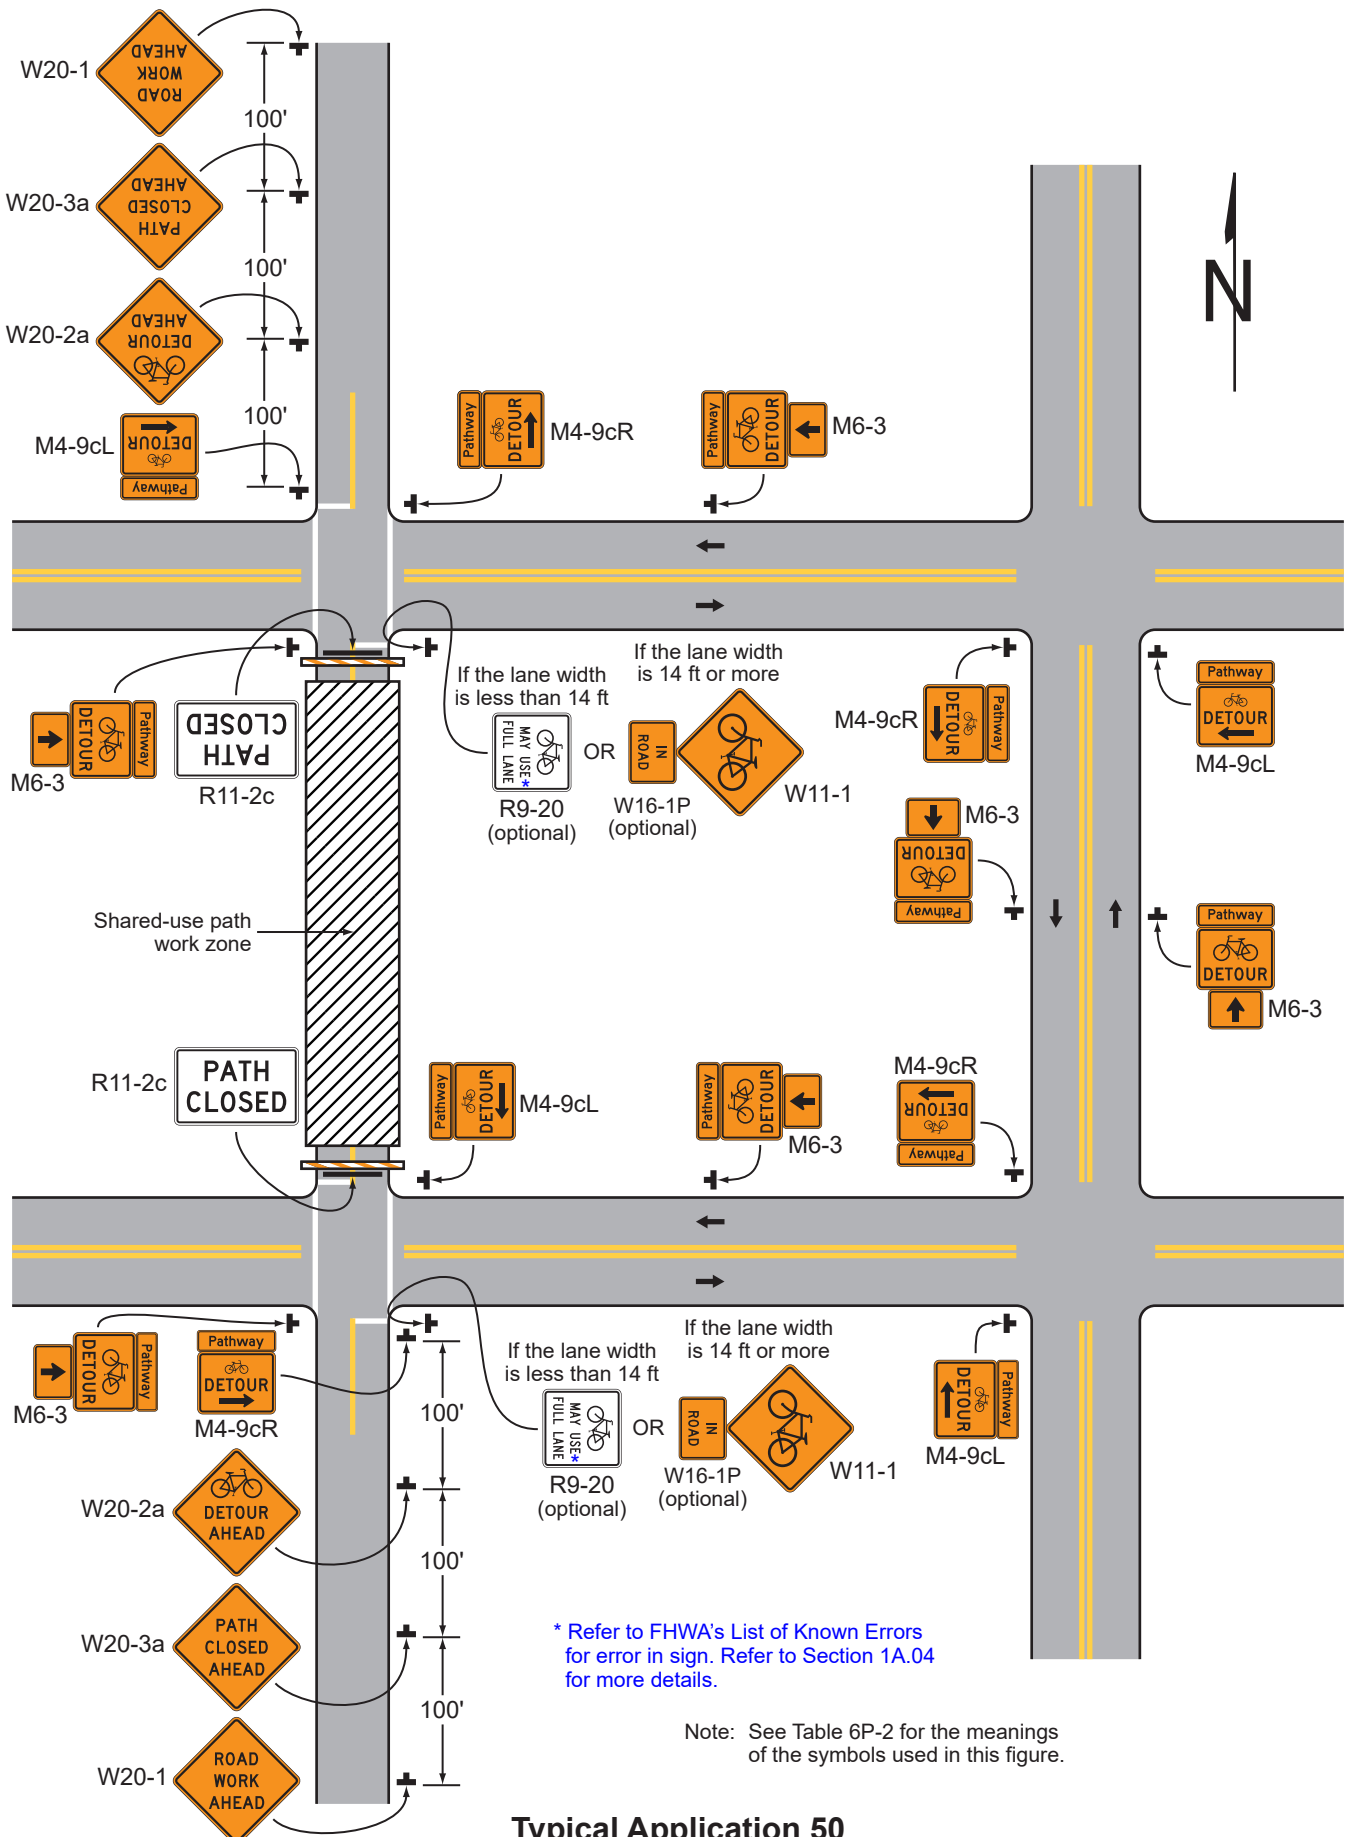 W20-1
ROAD
WORK
AHEAD
100'
W20-3a
PATH
CLOSED
AHEAD
100'
W20-2a
DETOUR
AHEAD
100'
M4-9cL
DETOUR
Pathway
Pathway
DETOUR
M4-9cR
Pathway
DETOUR
M6-3
N
M6-3
DETOUR
Pathway
PATH
CLOSED
R11-2c
If the lane width
is less than 14 ft
MAY USE*
FULL LANE
R9-20
(optional)
OR
If the lane width
is 14 ft or more
IN
ROAD
W16-1P
(optional)
W11-1
M4-9cR
DETOUR
Pathway
Pathway
DETOUR
M4-9cL
M6-3
DETOUR
Pathway
Pathway
DETOUR
M6-3
Shared-use path
work zone
R11-2c
PATH
CLOSED
Pathway
DETOUR
M4-9cL
Pathway
DETOUR
M6-3
M4-9cR
DETOUR
Pathway
M6-3
DETOUR
Pathway
Pathway
DETOUR
M4-9cR
100'
If the lane width
is less than 14 ft
MAY USE*
FULL LANE
R9-20
(optional)
OR
If the lane width
is 14 ft or more
IN
ROAD
W16-1P
(optional)
W11-1
DETOUR
Pathway
M4-9cL
W20-2a
DETOUR
AHEAD
100'
W20-3a
PATH
CLOSED
AHEAD
100'
W20-1
ROAD
WORK
AHEAD
* Refer to FHWA's List of Known Errors
for error in sign. Refer to Section 1A.04
for more details.
Note: See Table 6P-2 for the meanings
of the symbols used in this figure.
Typical Application 50